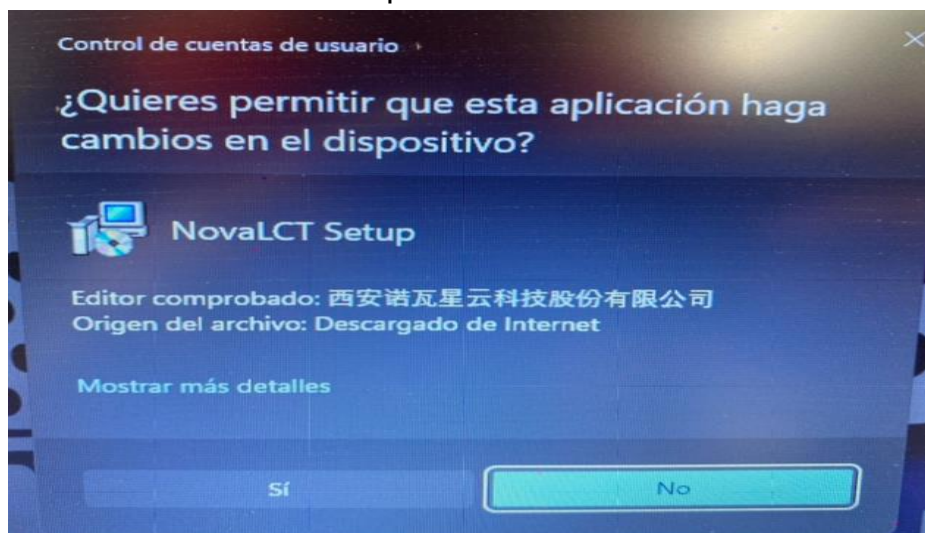 Control de cuentas de usuario
¿Quieres permitir que esta aplicación haga
cambios en el dispositivo?
NovaLCT Setup
Editor comprobado: 西安诺瓦星云科技股份有限公司
Origen del archivo: Descargado de Internet
Mostrar más detalles
Sí
No